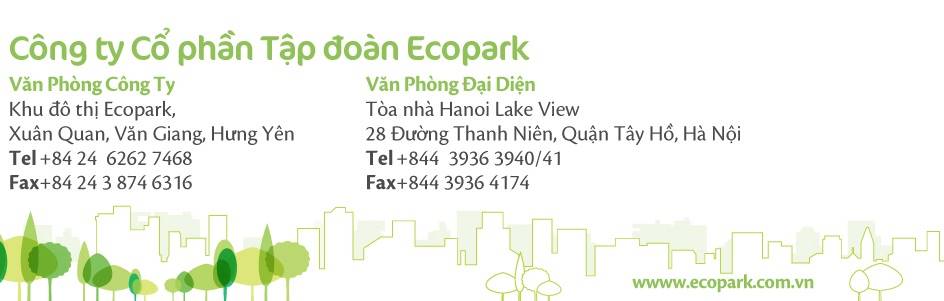 Công ty Cổ phần Tập đoàn Ecopark
Văn Phòng Công Ty
Khu đô thị Ecopark,
Xuân Quan, Văn Giang, Hưng Yên
Tel +84 24 6262 7468
Fax+84 24 3 874 6316
Văn Phòng Đại Diện
Tòa nhà Hanoi Lake View
28 Đường Thanh Niên, Quận Tây Hồ, Hà Nội
Tel +844 3936 3940/41
Fax+844 3936 4174
www.ecopark.com.vn